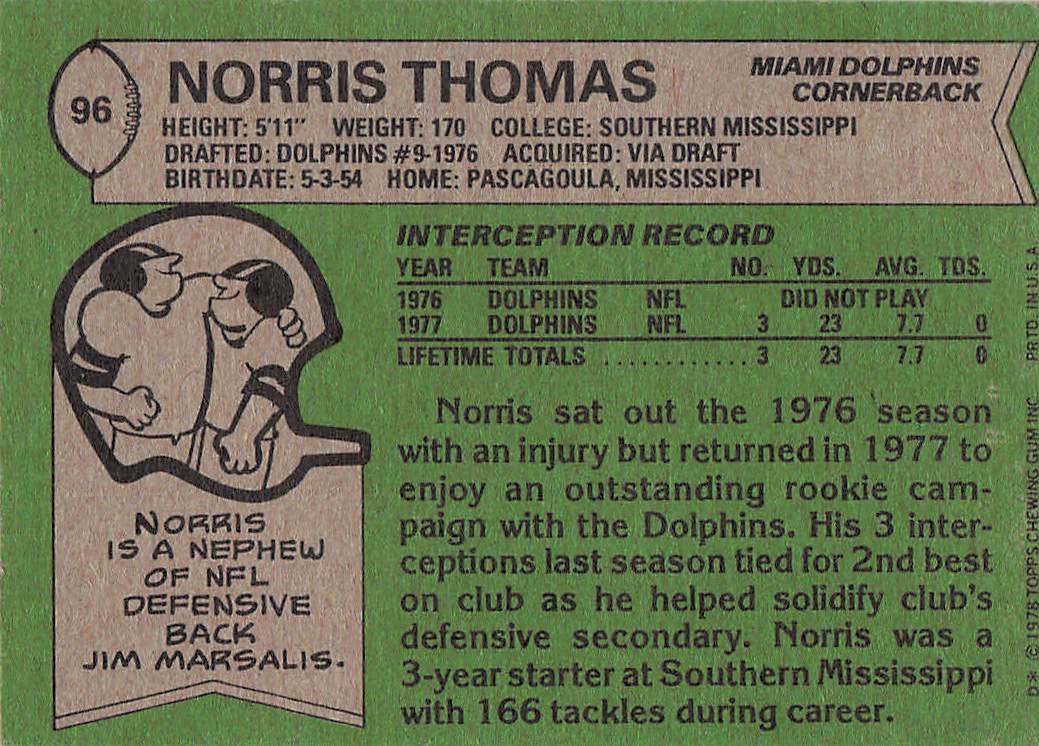 96
NORRIS THOMAS
MIAMI DOLPHINS
CORNERBACK
HEIGHT: 5'11" WEIGHT: 170 COLLEGE: SOUTHERN MISSISSIPPI
DRAFTED: DOLPHINS #9-1976 ACQUIRED: VIA DRAFT
BIRTHDATE: 5-3-54 HOME: PASCAGOULA, MISSISSIPPI
INTERCEPTION RECORD
YEAR TEAM NO. YDS. AVG. TDS.
1976 DOLPHINS NFL DID NOT PLAY
1977 DOLPHINS NFL 3 23 7.7 0
LIFETIME TOTALS ............ 3 23 7.7 0
Norris sat out the 1976 season
with an injury but returned in 1977 to
enjoy an outstanding rookie cam-
paign with the Dolphins. His 3 inter-
ceptions last season tied for 2nd best
on club as he helped solidify club's
defensive secondary. Norris was a
3-year starter at Southern Mississippi
with 166 tackles during career.
NORRIS
IS A NEPHEW
OF NFL
DEFENSIVE
BACK
JIM MARSALIS.
D* © 1978 TOPPS CHEWING GUM INC. PRTD. IN U.S.A.